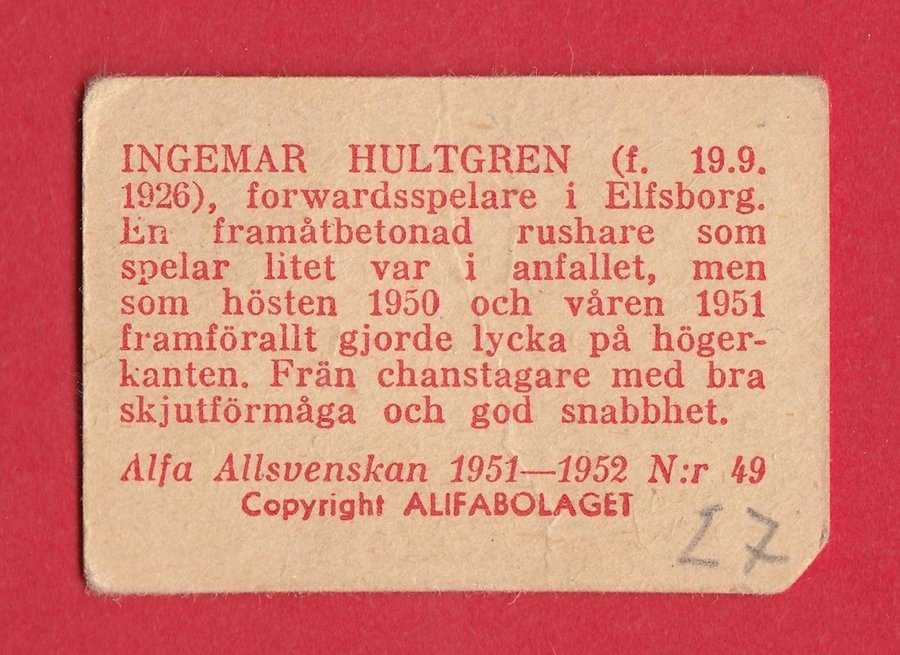 INGEMAR HULTGREN (f. 19.9.
1926), forwardsspelare i Elfsborg.
En framåtbetonad rushare som
spelar litet var i anfallet, men
som hösten 1950 och våren 1951
framförallt gjorde lycka på höger-
kanten. Frän chanstagare med bra
skjutförmåga och god snabbhet.
Alfa Allsvenskan 1951—1952 N:r 49
Copyright ALIFABOLAGET
27